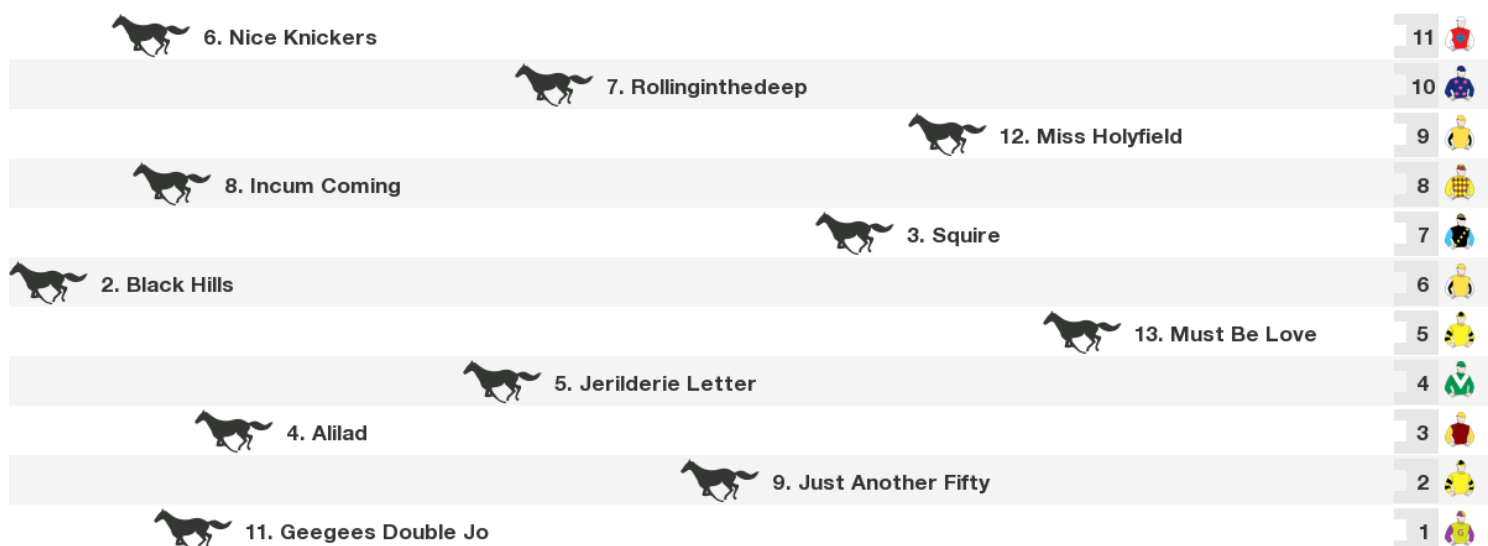 6. Nice Knickers 11
7. Rollinginthedeep 10
12. Miss Holyfield 9
8. Incum Coming 8
3. Squire 7
2. Black Hills 6
13. Must Be Love 5
5. Jerilderie Letter 4
4. Alilad 3
9. Just Another Fifty 2
11. Geegees Double Jo 1 G